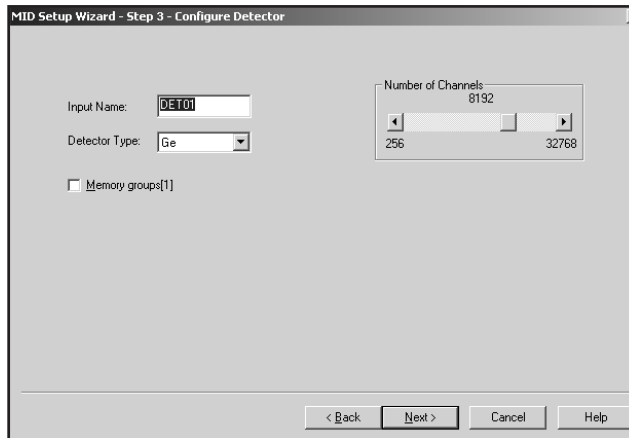 MID Setup Wizard - Step 3 - Configure Detector
Input Name: DET01
Detector Type: Ge
Memory groups[1]
Number of Channels
8192
256 32768
< Back Next > Cancel Help